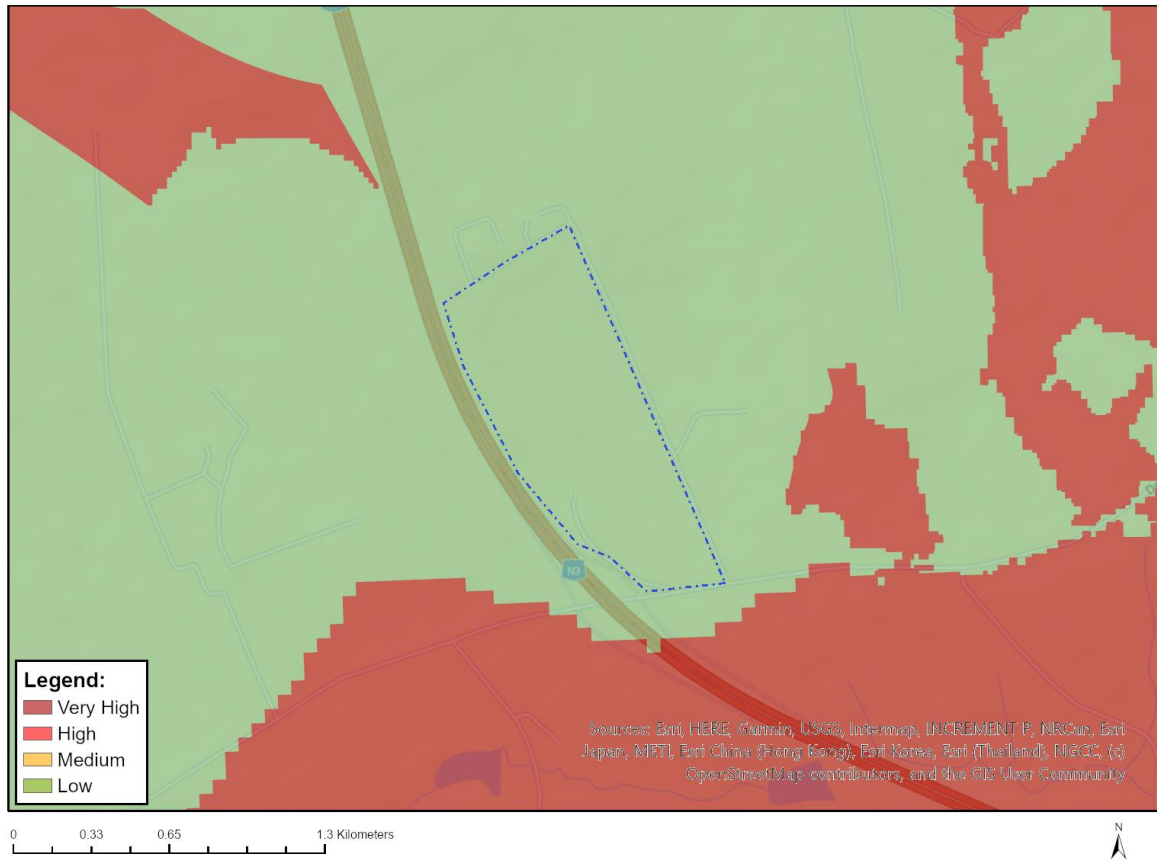 N3
Legend:
Very High
High
Medium
Low
Sources: Esri, HERE, Garmin, USGS, Intermap, INCREMENT P, NRCan, Esri
Japan, METI, Esri China (Hong Kong), Esri Korea, Esri (Thailand), NGCC, (c)
OpenStreetMap contributors, and the GIS User Community
0 0.33 0.65 1.3 Kilometers
N